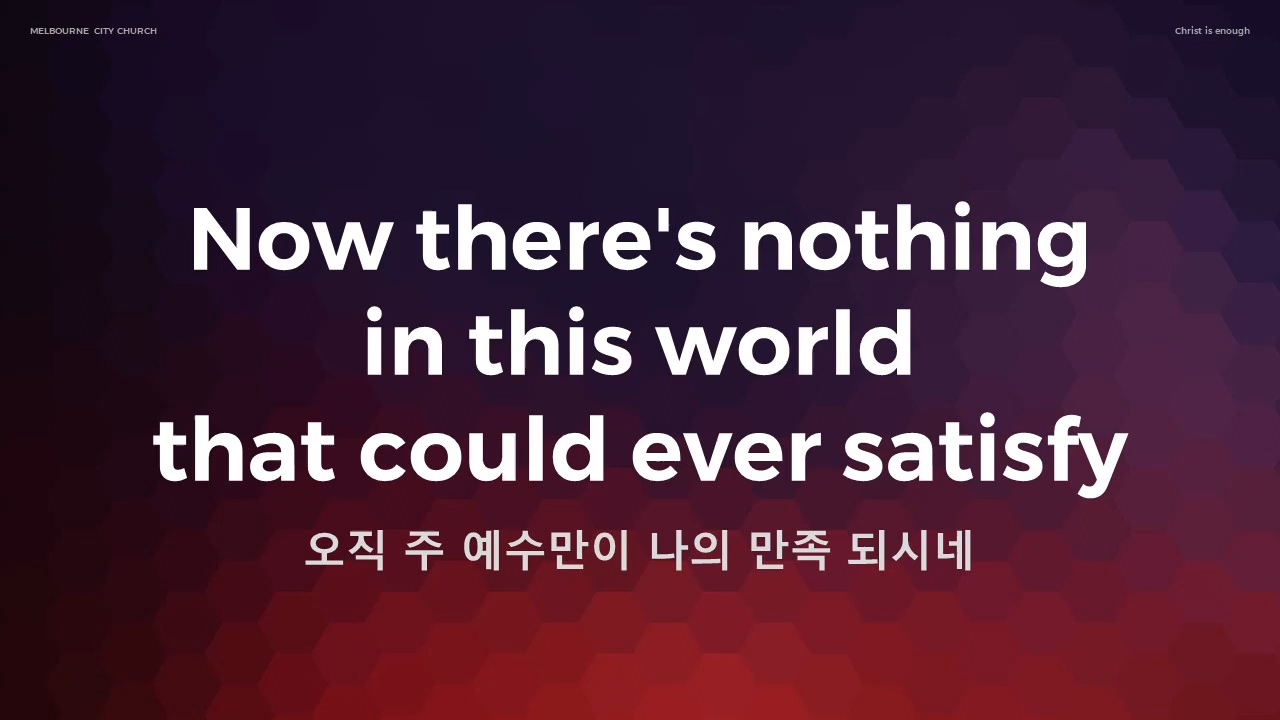 MELBOURNE CITY CHURCH
Christ is enough
Now there's nothing
in this world
that could ever satisfy
오직 주 예수만이 나의 만족 되시네